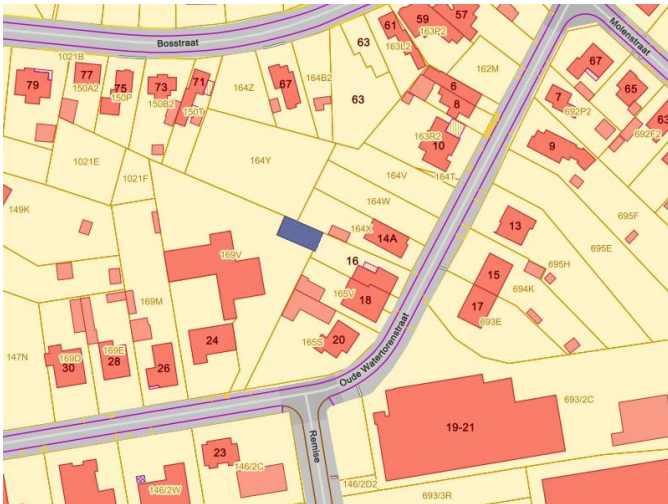 Bosstraat
61
59
57
163P2
163L2
63
1021B
79
77
150A2
75
150P
73
150B2
71
150T
164Z
67
164B2
63
162M
6
8
163R2
10
164T
Molenstraat
67
65
7
692P2
63
692F2
9
1021E
1021F
164Y
164V
164W
164X
14A
149K
169V
16
165V
18
13
695F
695E
695H
15
694K
17
693E
169M
24
165S
20
Oude Watertorenstraat
147N
169D
30
169E
28
26
19-21
693/2C
Remise
23
146/2C
146/2W
146/2D2
693/3R